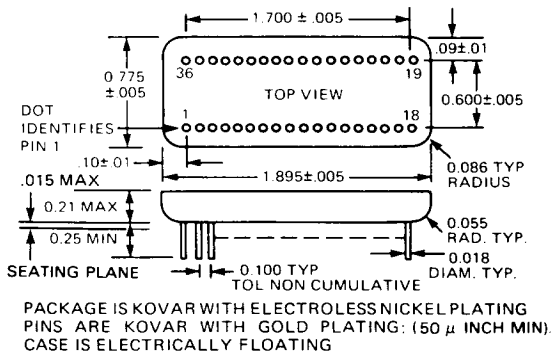 1.700 ± .005
.09±.01
36
19
0.775
±.005
TOP VIEW
0.600±.005
DOT
IDENTIFIES
PIN 1
1
18
.10±.01
1.895±.005
0.086 TYP
RADIUS
.015 MAX
0.21 MAX
0.25 MIN
0.055
RAD. TYP.
SEATING PLANE
0.100 TYP
TOL NON CUMULATIVE
0.018
DIAM. TYP.
PACKAGE IS KOVAR WITH ELECTROLESS NICKEL PLATING
PINS ARE KOVAR WITH GOLD PLATING: (50 µ INCH MIN).
CASE IS ELECTRICALLY FLOATING